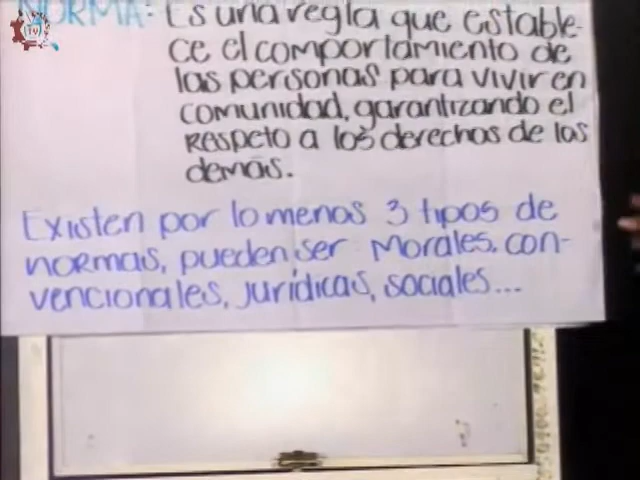 NORMA: Es una regla que estable-
ce el comportamiento de
las personas para vivir en
comunidad, garantizando el
respeto a los derechos de las
demás.
Existen por lo menos 3 tipos de
normas, pueden ser morales, con-
vencionales, jurídicas, sociales...